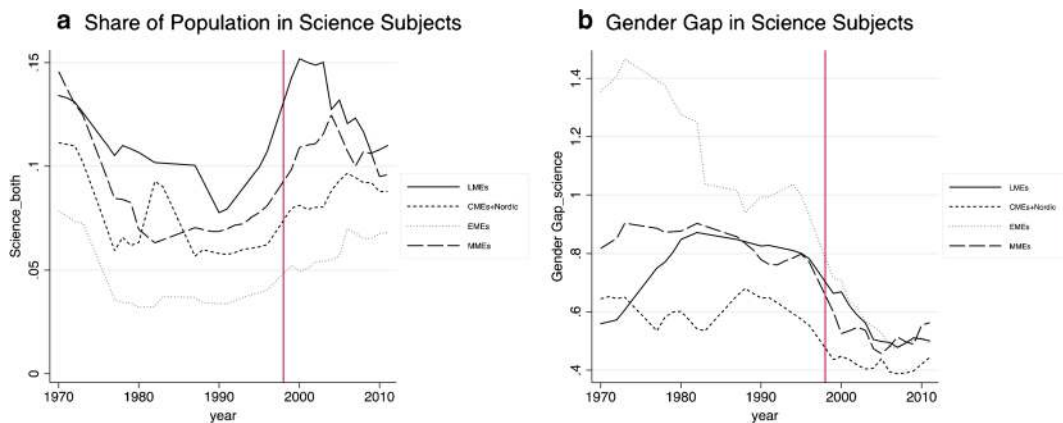 a Share of Population in Science Subjects
Science_both
.15
.1
.05
0
1970 1980 1990 2000 2010
year
LMEs
CMEs+Nordic
EMEs
MMEs
b Gender Gap in Science Subjects
Gender Gap_science
1.4
1.2
1
.8
.6
.4
1970 1980 1990 2000 2010
year
LMEs
CMEs+Nordic
EMEs
MMEs